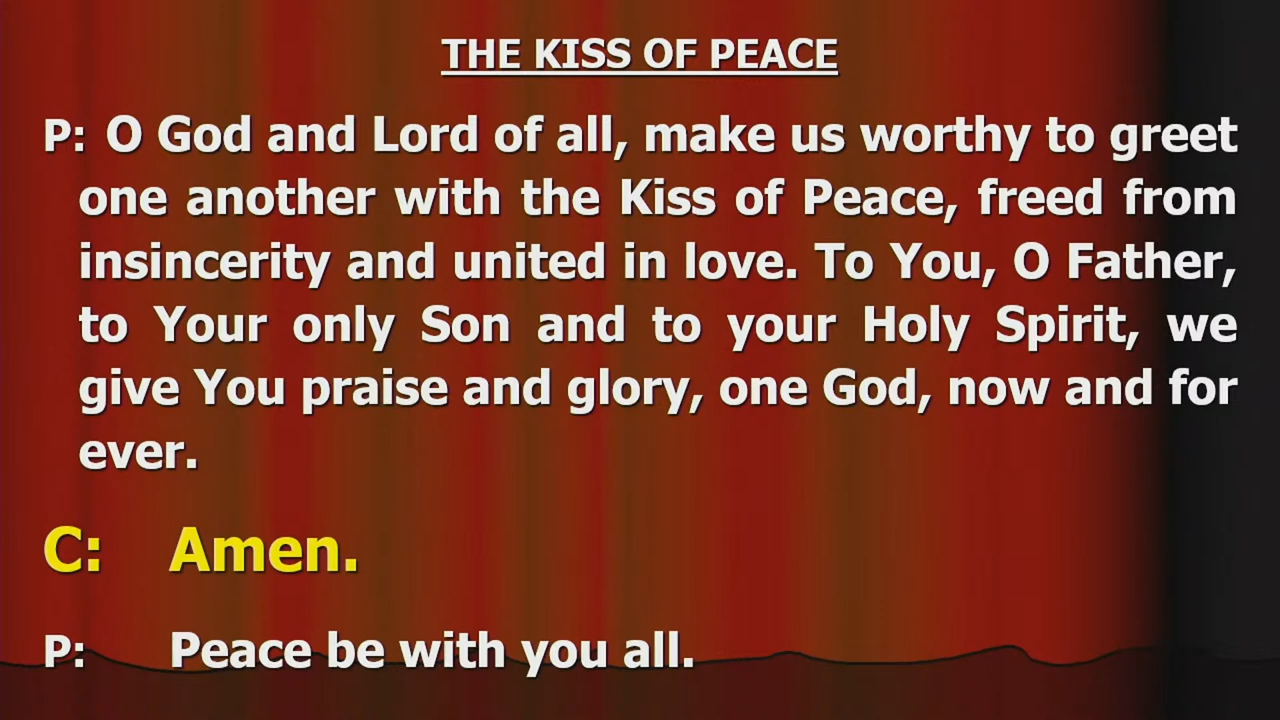 THE KISS OF PEACE
P: O God and Lord of all, make us worthy to greet
one another with the Kiss of Peace, freed from
insincerity and united in love. To You, O Father,
to Your only Son and to your Holy Spirit, we
give You praise and glory, one God, now and for
ever.
C: Amen.
P: Peace be with you all.